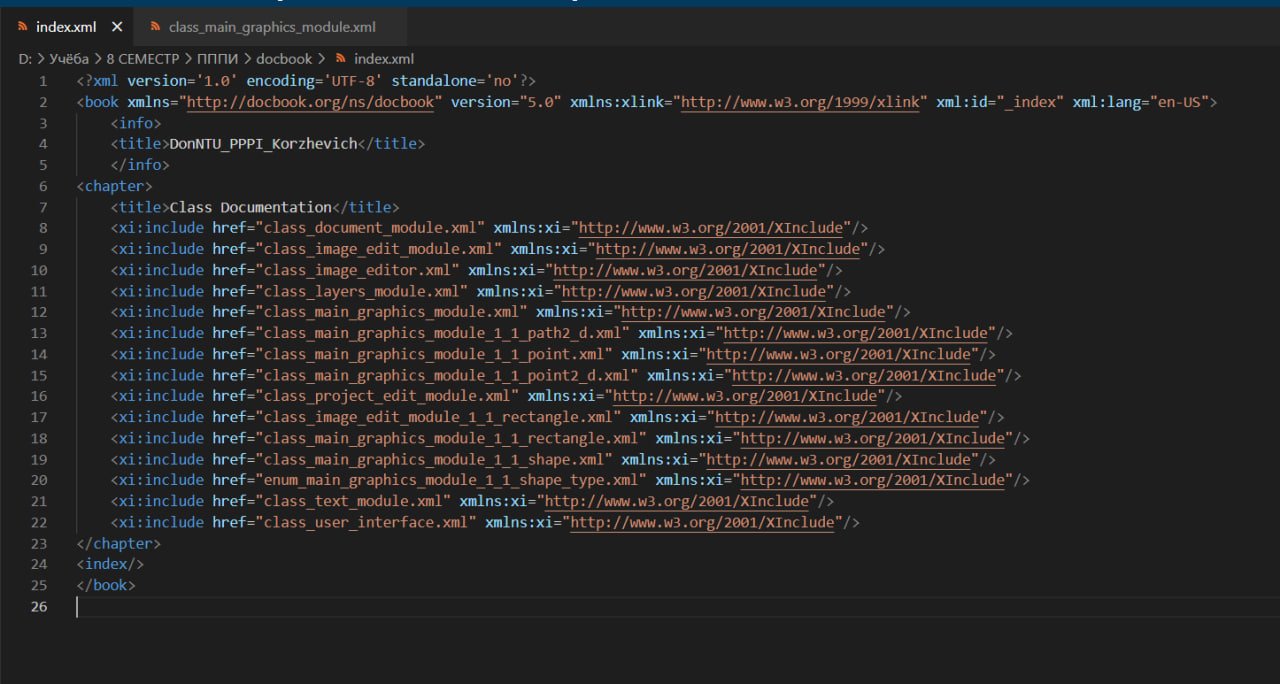 index.xml × class_main_graphics_module.xml
D: > Учёба > 8 СЕМЕСТР > ПППИ > docbook > index.xml
1 <?xml version='1.0' encoding='UTF-8' standalone='no'?>
2 <book xmlns="http://docbook.org/ns/docbook" version="5.0" xmlns:xlink="http://www.w3.org/1999/xlink" xml:id="_index" xml:lang="en-US">
3 <info>
4 <title>DonNTU_PPPI_Korzhevich</title>
5 </info>
6 <chapter>
7 <title>Class Documentation</title>
8 <xi:include href="class_document_module.xml" xmlns:xi="http://www.w3.org/2001/XInclude"/>
9 <xi:include href="class_image_edit_module.xml" xmlns:xi="http://www.w3.org/2001/XInclude"/>
10 <xi:include href="class_image_editor.xml" xmlns:xi="http://www.w3.org/2001/XInclude"/>
11 <xi:include href="class_layers_module.xml" xmlns:xi="http://www.w3.org/2001/XInclude"/>
12 <xi:include href="class_main_graphics_module.xml" xmlns:xi="http://www.w3.org/2001/XInclude"/>
13 <xi:include href="class_main_graphics_module_1_1_path2_d.xml" xmlns:xi="http://www.w3.org/2001/XInclude"/>
14 <xi:include href="class_main_graphics_module_1_1_point.xml" xmlns:xi="http://www.w3.org/2001/XInclude"/>
15 <xi:include href="class_main_graphics_module_1_1_point2_d.xml" xmlns:xi="http://www.w3.org/2001/XInclude"/>
16 <xi:include href="class_project_edit_module.xml" xmlns:xi="http://www.w3.org/2001/XInclude"/>
17 <xi:include href="class_image_edit_module_1_1_rectangle.xml" xmlns:xi="http://www.w3.org/2001/XInclude"/>
18 <xi:include href="class_main_graphics_module_1_1_rectangle.xml" xmlns:xi="http://www.w3.org/2001/XInclude"/>
19 <xi:include href="class_main_graphics_module_1_1_shape.xml" xmlns:xi="http://www.w3.org/2001/XInclude"/>
20 <xi:include href="enum_main_graphics_module_1_1_shape_type.xml" xmlns:xi="http://www.w3.org/2001/XInclude"/>
21 <xi:include href="class_text_module.xml" xmlns:xi="http://www.w3.org/2001/XInclude"/>
22 <xi:include href="class_user_interface.xml" xmlns:xi="http://www.w3.org/2001/XInclude"/>
23 </chapter>
24 <index/>
25 </book>
26